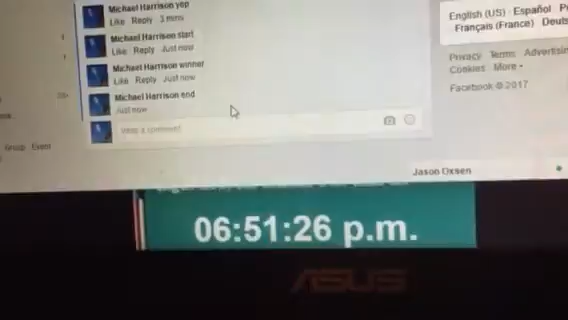 Michael Harrison yep
Like Reply 3 mins
Michael Harrison start
Like Reply Just now
Michael Harrison winner
Like Reply Just now
Michael Harrison end
Just now
Write a comment
Group Event
English (US) · Español
Français (France)
Privacy Terms
Cookies More
Facebook © 2017
Jason Oxsen
06:51:26 p.m.
ASUS